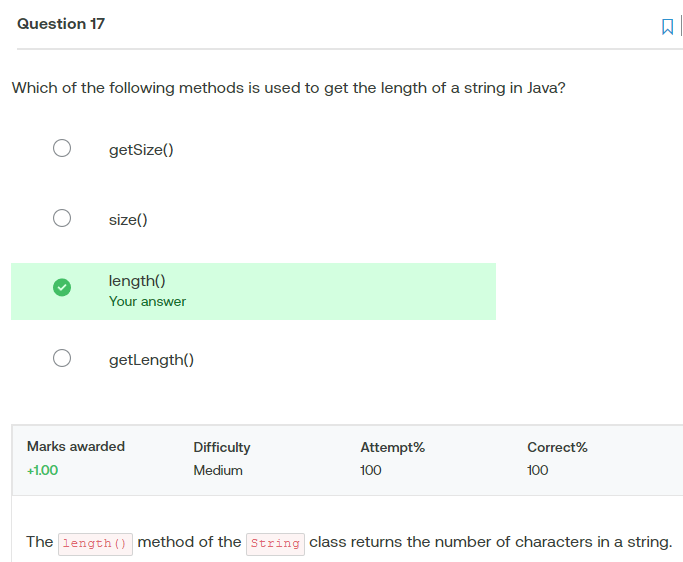 Question 17
Which of the following methods is used to get the length of a string in Java?
getSize()
size()
length()
Your answer
getLength()
Marks awarded Difficulty Attempt% Correct%
+1.00 Medium 100 100
The length() method of the String class returns the number of characters in a string.